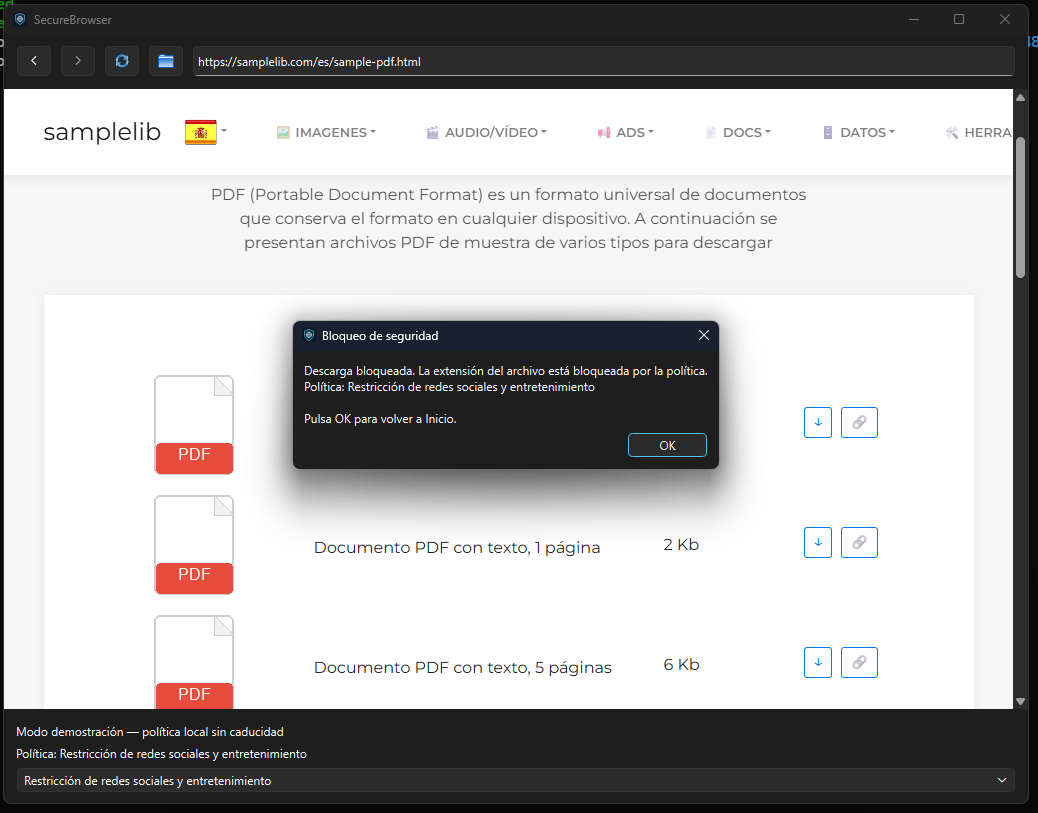 SecureBrowser
https://samplelib.com/es/sample-pdf.html
samplelib
IMAGENES
AUDIO/VÍDEO
ADS
DOCS
DATOS
HERRA
PDF (Portable Document Format) es un formato universal de documentos
que conserva el formato en cualquier dispositivo. A continuación se
presentan archivos PDF de muestra de varios tipos para descargar
Bloqueo de seguridad
Descarga bloqueada. La extensión del archivo está bloqueada por la política.
Política: Restricción de redes sociales y entretenimiento
Pulsa OK para volver a Inicio.
OK
PDF
PDF
Documento PDF con texto, 1 página
2 Kb
PDF
Documento PDF con texto, 5 páginas
6 Kb
Modo demostración — política local sin caducidad
Política: Restricción de redes sociales y entretenimiento
Restricción de redes sociales y entretenimiento